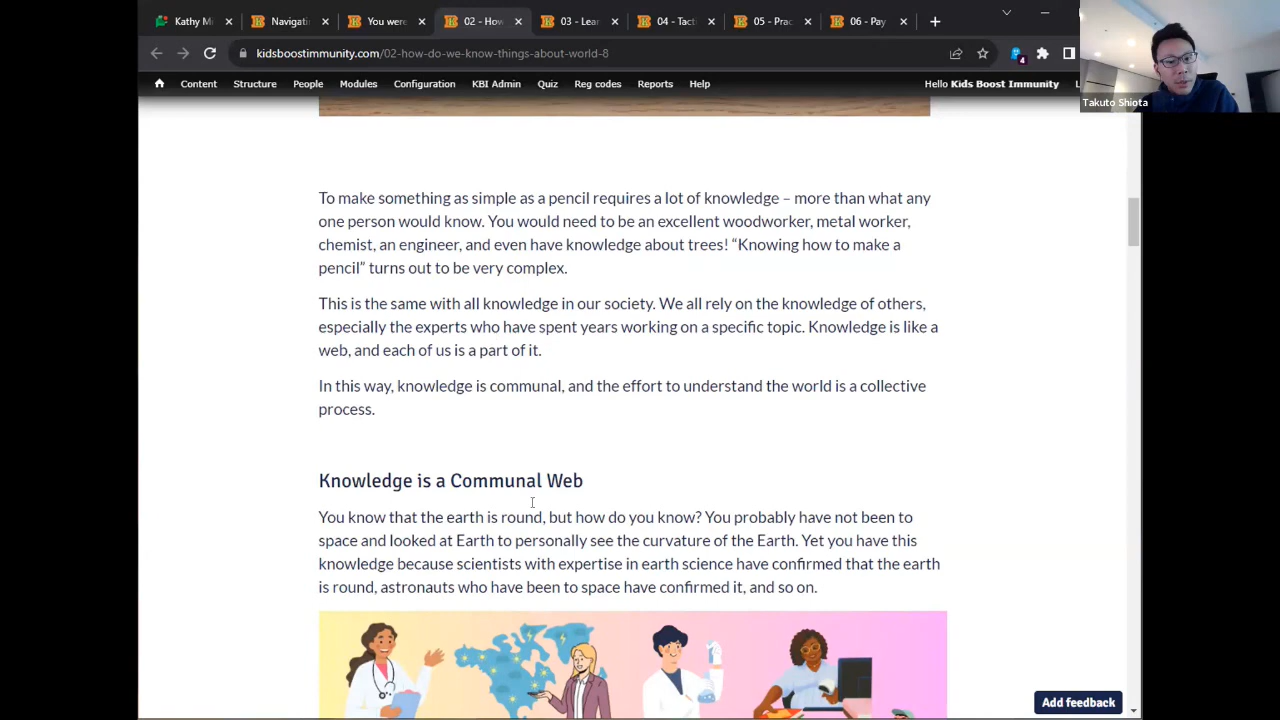 Kathy Mi
Navigatin
You were
02 - How
03 - Lear
04 - Tacti
05 - Prac
06 - Pay
kidsboostimmunity.com/02-how-do-we-know-things-about-world-8
4
Content Structure People Modules Configuration KBI Admin Quiz Reg codes Reports Help
Hello Kids Boost Immunity
L
Takuto Shiota
To make something as simple as a pencil requires a lot of knowledge – more than what any
one person would know. You would need to be an excellent woodworker, metal worker,
chemist, an engineer, and even have knowledge about trees! “Knowing how to make a
pencil” turns out to be very complex.
This is the same with all knowledge in our society. We all rely on the knowledge of others,
especially the experts who have spent years working on a specific topic. Knowledge is like a
web, and each of us is a part of it.
In this way, knowledge is communal, and the effort to understand the world is a collective
process.
Knowledge is a Communal Web
You know that the earth is round, but how do you know? You probably have not been to
space and looked at Earth to personally see the curvature of the Earth. Yet you have this
knowledge because scientists with expertise in earth science have confirmed that the earth
is round, astronauts who have been to space have confirmed it, and so on.
Add feedback